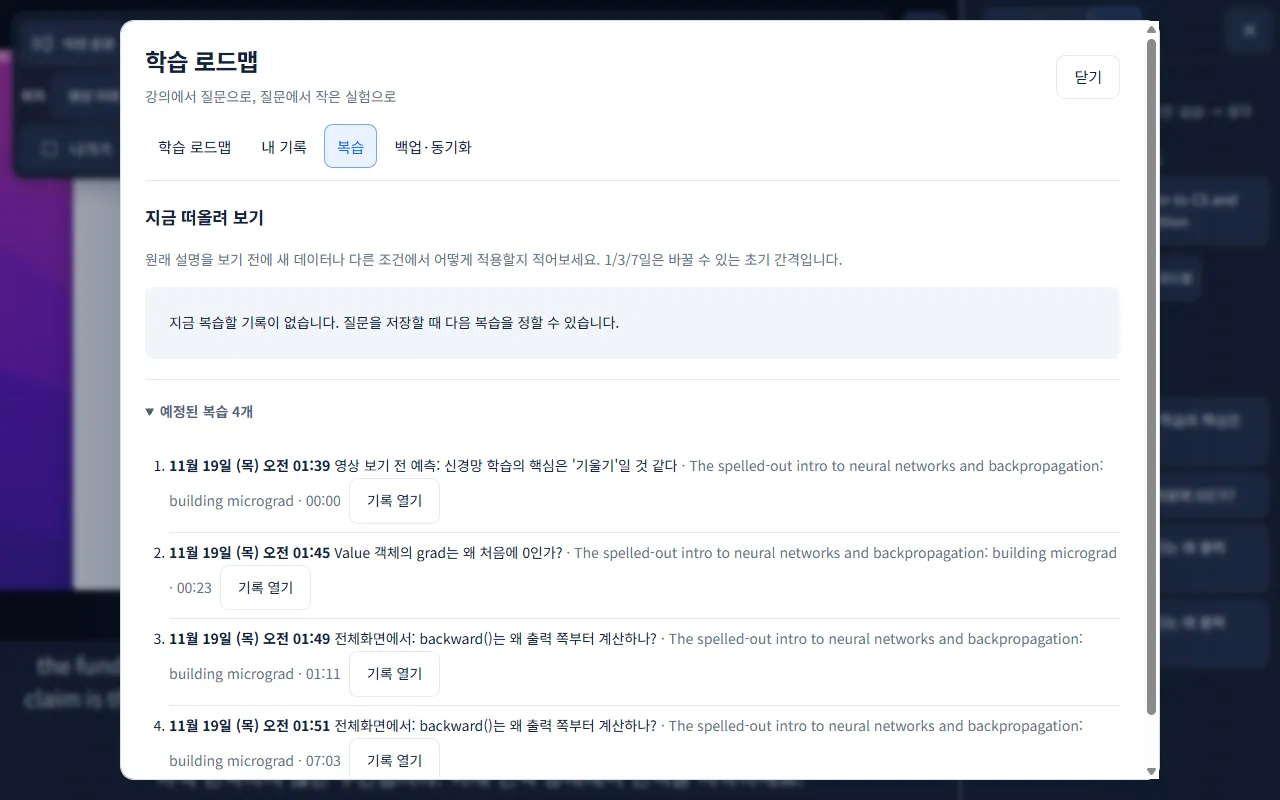 학습 로드맵
강의에서 질문으로, 질문에서 작은 실험으로
닫기
학습 로드맵 내 기록 복습 백업·동기화
지금 떠올려 보기
원래 설명을 보기 전에 새 데이터나 다른 조건에서 어떻게 적용할지 적어보세요. 1/3/7일은 바꿀 수 있는 초기 간격입니다.
지금 복습할 기록이 없습니다. 질문을 저장할 때 다음 복습을 정할 수 있습니다.
▼ 예정된 복습 4개
1. 11월 19일 (목) 오전 01:39 영상 보기 전 예측: 신경망 학습의 핵심은 '기울기'일 것 같다 · The spelled-out intro to neural networks and backpropagation:
building micrograd · 00:00 기록 열기
2. 11월 19일 (목) 오전 01:45 Value 객체의 grad는 왜 처음에 0인가? · The spelled-out intro to neural networks and backpropagation: building micrograd
· 00:23 기록 열기
3. 11월 19일 (목) 오전 01:49 전체화면에서: backward()는 왜 출력 쪽부터 계산하나? · The spelled-out intro to neural networks and backpropagation:
building micrograd · 01:11 기록 열기
4. 11월 19일 (목) 오전 01:51 전체화면에서: backward()는 왜 출력 쪽부터 계산하나? · The spelled-out intro to neural networks and backpropagation:
building micrograd · 07:03 기록 열기
the fund
claim is th